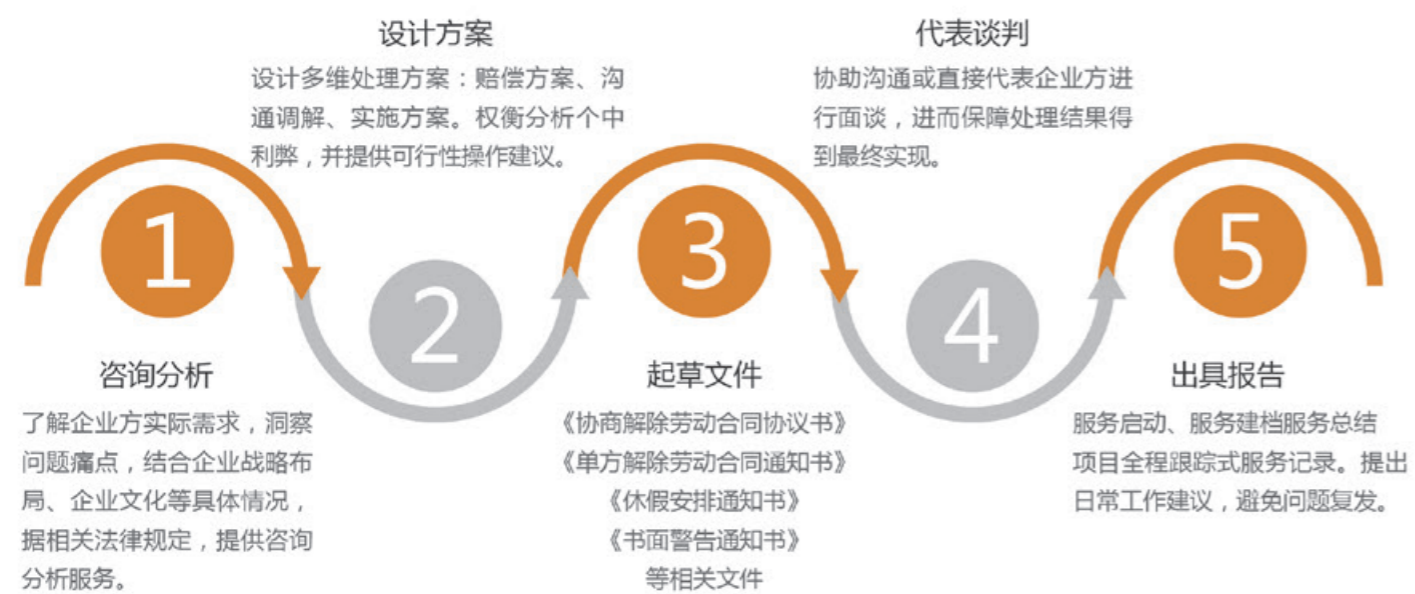 设计方案
设计多维处理方案：赔偿方案、沟
通调解、实施方案。权衡分析个中
利弊，并提供可行性操作建议。
代表谈判
协助沟通或直接代表企业方进
行面谈，进而保障处理结果得
到最终实现。
1
2
3
4
5
咨询分析
了解企业方实际需求，洞察
问题痛点，结合企业战略布
局、企业文化等具体情况，
据相关法律规定，提供咨询
分析服务。
起草文件
《协商解除劳动合同协议书》
《单方解除劳动合同通知书》
《休假安排通知书》
《书面警告通知书》
等相关文件
出具报告
服务启动、服务建档服务总结
项目全程跟踪式服务记录。提出
日常工作建议，避免问题复发。